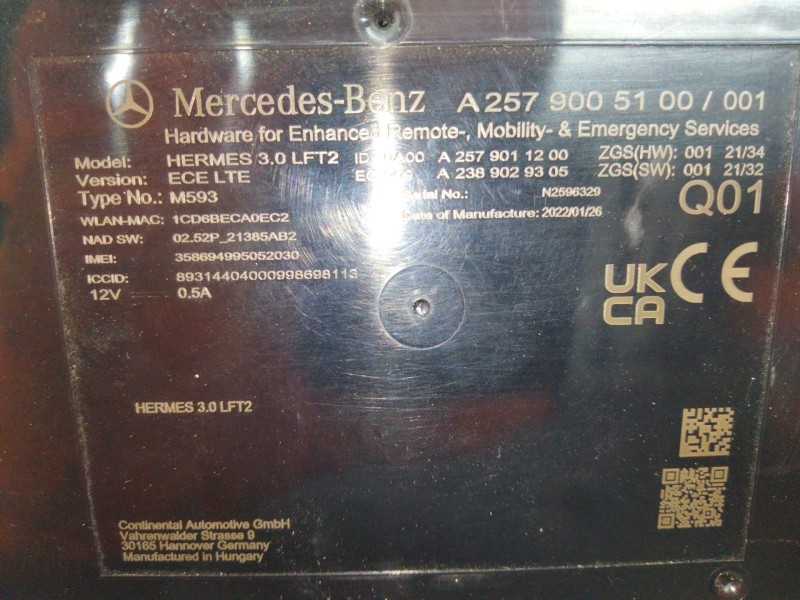 Mercedes-Benz A 257 900 51 00 / 001
Hardware for Enhanced Remote-, Mobility- & Emergency Services
Model: HERMES 3.0 LFT2 A 257 901 12 00 ZGS(HW): 001 21/34
Version: ECE LTE A 238 902 93 05 ZGS(SW): 001 21/32
Type No.: M593 Serial No.: N2596329 Q01
WLAN-MAC: 1CD6BECA0EC2 Date of Manufacture: 2022/01/26
NAD SW: 02.52P_21385AB2
IMEI: 358694995052030
ICCID: 89314404000998698113
12V 0.5A
UK
CA
CE
HERMES 3.0 LFT2
Continental Automotive GmbH
Vahrenwalder Strasse 9
30165 Hannover Germany
Manufactured in Hungary